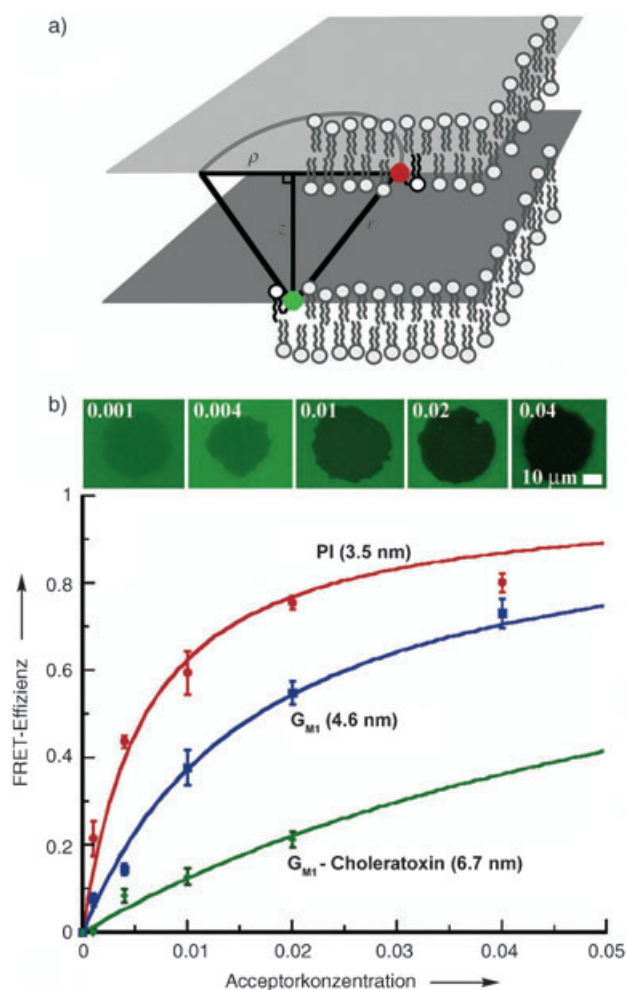 a)
ρ
z
r
b)
0.001
0.004
0.01
0.02
0.04
10 μm
1
0.8
0.6
0.4
0.2
0
FRET-Effizienz
PI (3.5 nm)
G_M1 (4.6 nm)
G_M1 - Choleratoxin (6.7 nm)
0 0.01 0.02 0.03 0.04 0.05
Acceptorkonzentration